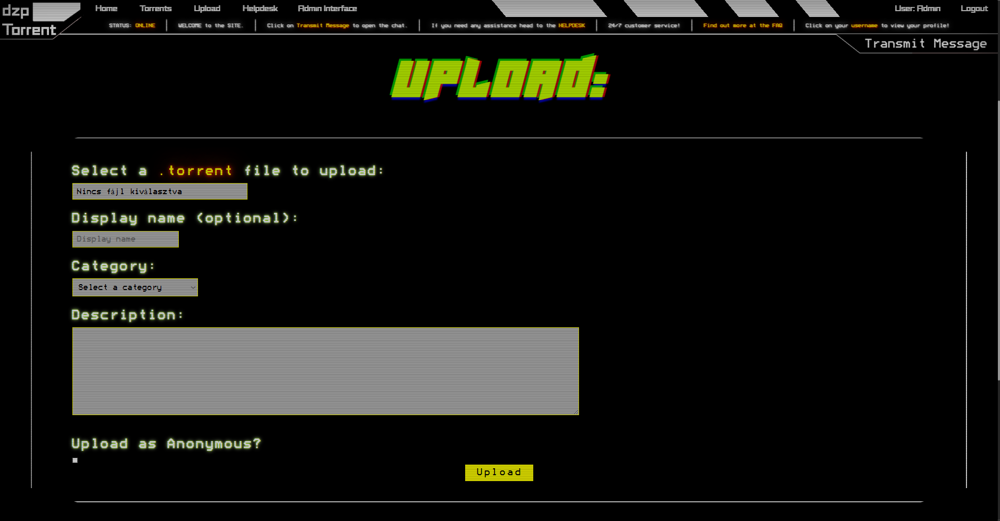 dzp
Torrent
Home Torrents Upload Helpdesk Admin Interface User: Admin Logout
STATUS: ONLINE WELCOME to the SITE. Click on Transmit Message to open the chat. If you need any assistance head to the HELPDESK 24/7 customer service! Find out more at the FAQ Click on your username to view your profile!
Transmit Message
UPLOAD:
Select a .torrent file to upload:
Nincs fájl kiválasztva
Display name (optional):
Display name
Category:
Select a category
Description:
Upload as Anonymous?
Upload